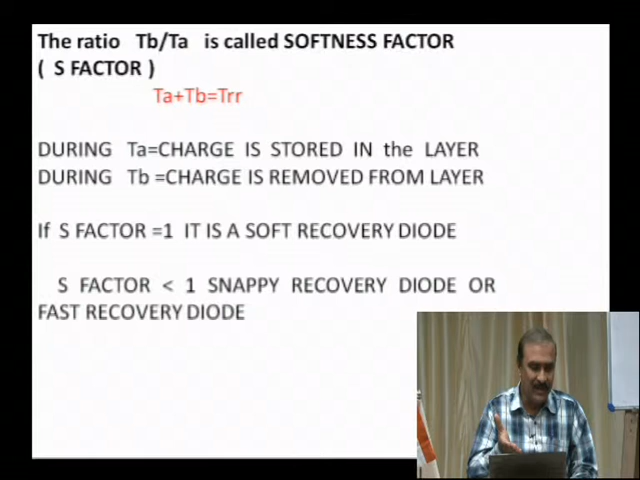 The ratio Tb/Ta is called SOFTNESS FACTOR
( S FACTOR )
Ta+Tb=Trr
DURING Ta=CHARGE IS STORED IN the LAYER
DURING Tb =CHARGE IS REMOVED FROM LAYER
If S FACTOR =1 IT IS A SOFT RECOVERY DIODE
S FACTOR < 1 SNAPPY RECOVERY DIODE OR
FAST RECOVERY DIODE